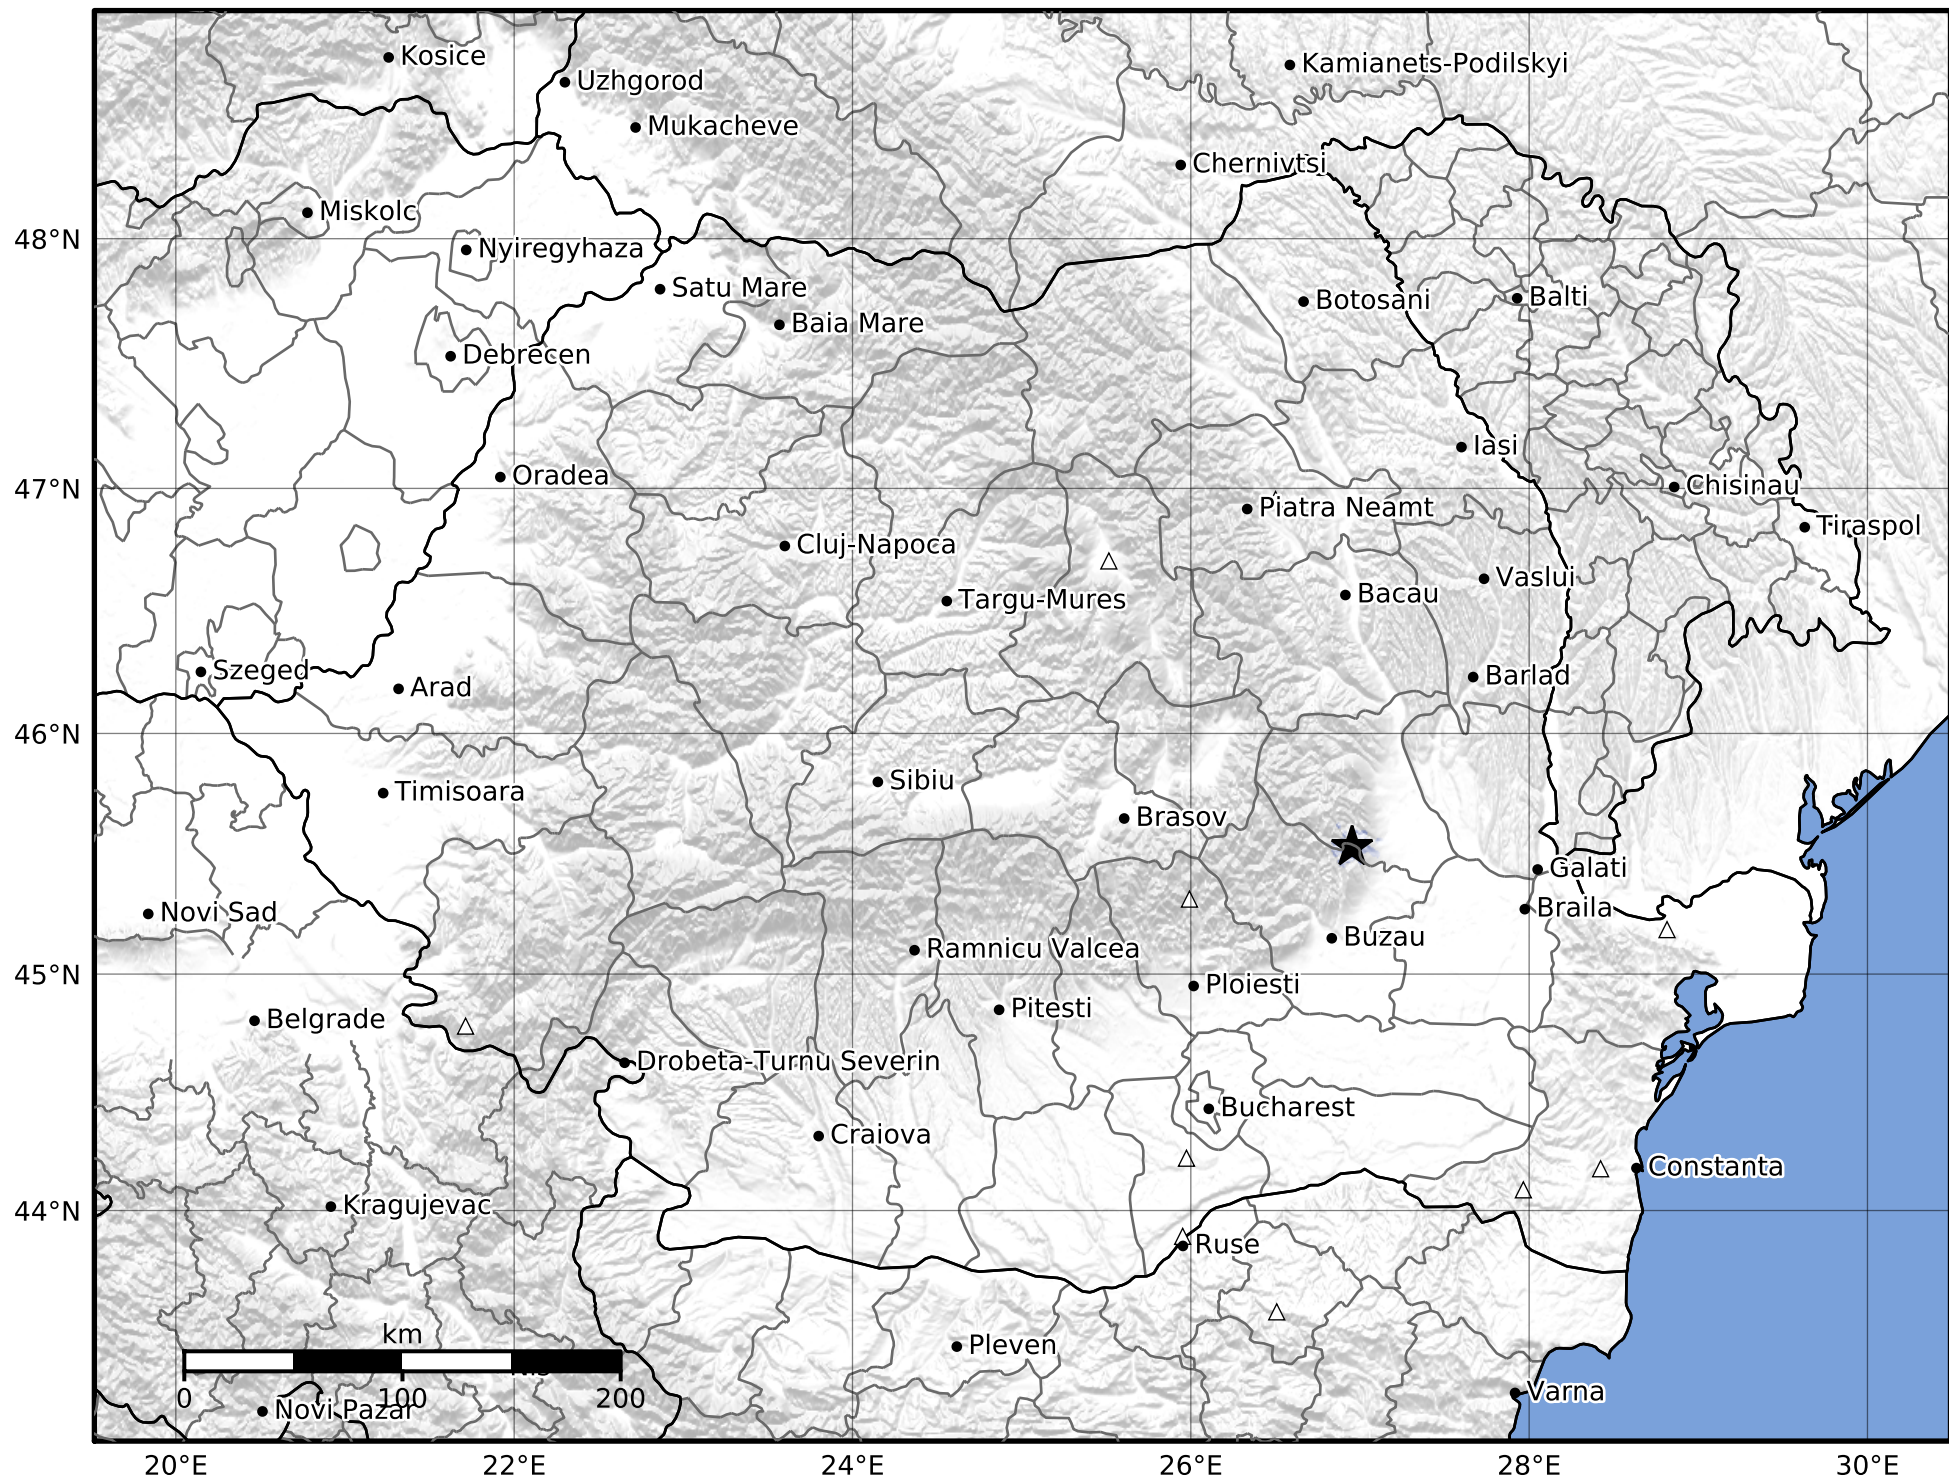 Kosice
Uzhgorod
Kamianets-Podilskyi
Mukacheve
Chernivtsi
Miskolc
48°N
Nyiregyhaza
Satu Mare
Botosani
Balti
Baia Mare
Debrecen
Iasi
Oradea
47°N
Chisinau
Piatra Neamt
Tiraspol
Cluj-Napoca
Vaslui
Bacau
Targu-Mures
Szeged
Arad
Barlad
46°N
Sibiu
Timisoara
Brasov
Galati
Novi Sad
Braila
Buzau
Ramnicu Valcea
45°N
Ploiesti
Pitesti
Belgrade
Drobeta-Turnu Severin
Bucharest
Craiova
Constanta
Kragujevac
44°N
Ruse
km
Pleven
0 100 200
Varna
Novi Pazar
20°E 22°E 24°E 26°E 28°E 30°E